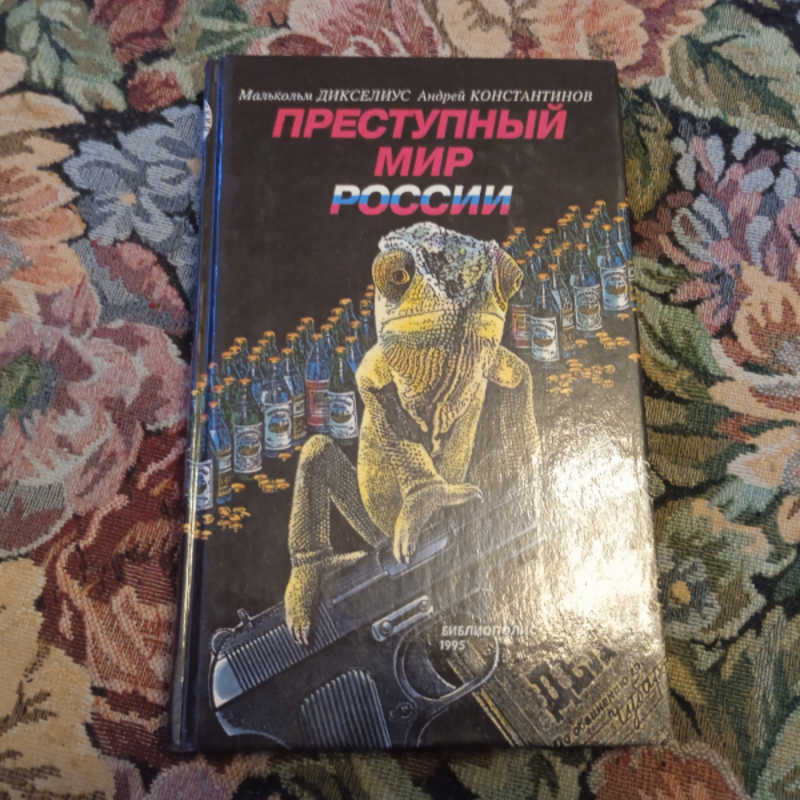 Малькольм ДИКСЕЛИУС Андрей КОНСТАНТИНОВ
ПРЕСТУПНЫЙ
МИР
РОССИИ
БИБЛИОПОЛИС
1995